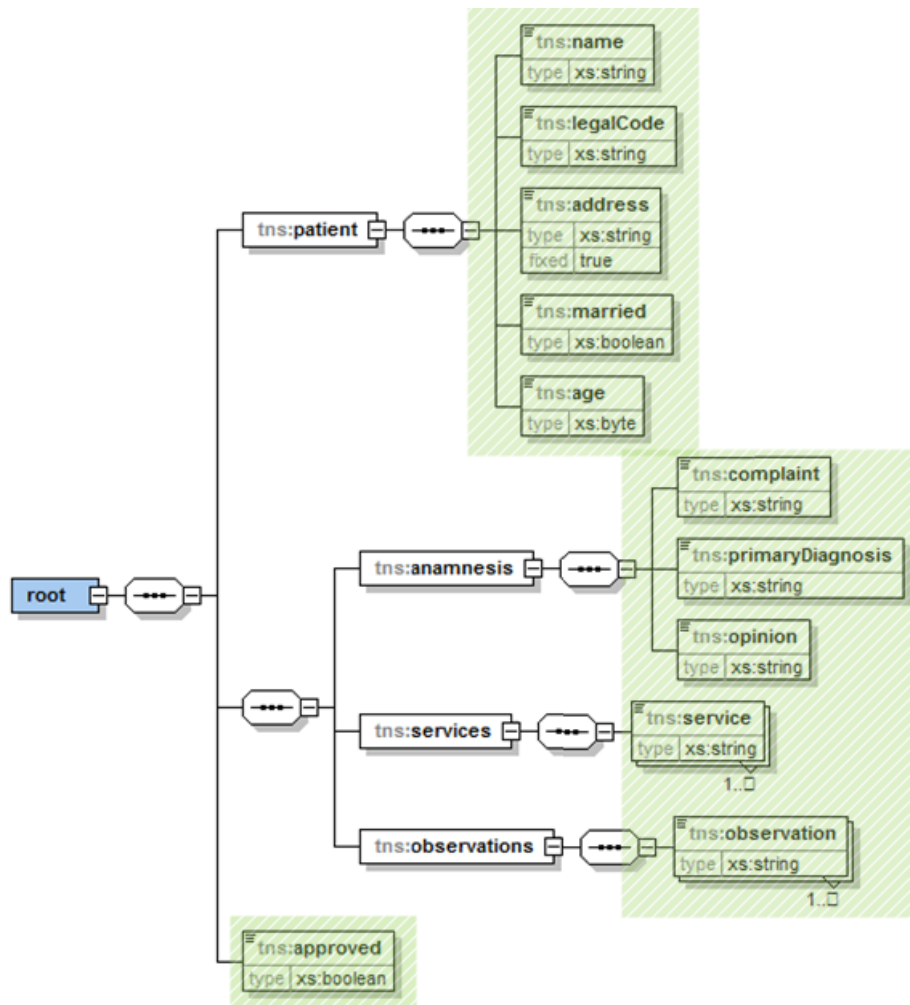 tns:name
type xs:string
tns:legalCode
type xs:string
tns:address
type xs:string
fixed true
tns:married
type xs:boolean
tns:age
type xs:byte
tns:patient
tns:complaint
type xs:string
tns:primaryDiagnosis
type xs:string
tns:opinion
type xs:string
tns:anamnesis
root
tns:service
type xs:string
1..□
tns:services
tns:observation
type xs:string
1..□
tns:observations
tns:approved
type xs:boolean